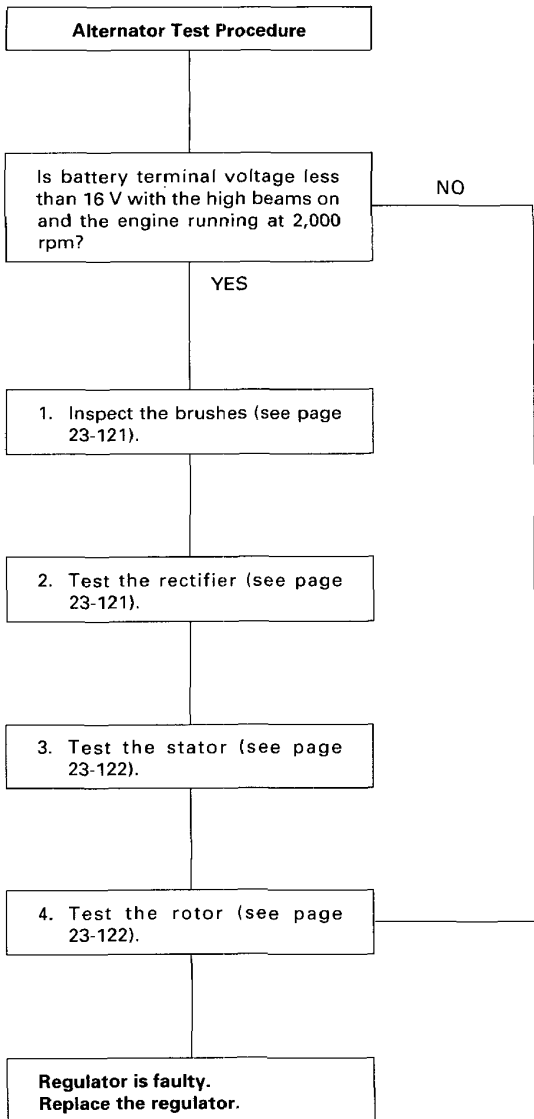 Alternator Test Procedure
Is battery terminal voltage less
than 16 V with the high beams on
and the engine running at 2,000
rpm?
NO
YES
1. Inspect the brushes (see page
23-121).
2. Test the rectifier (see page
23-121).
3. Test the stator (see page
23-122).
4. Test the rotor (see page
23-122).
Regulator is faulty.
Replace the regulator.